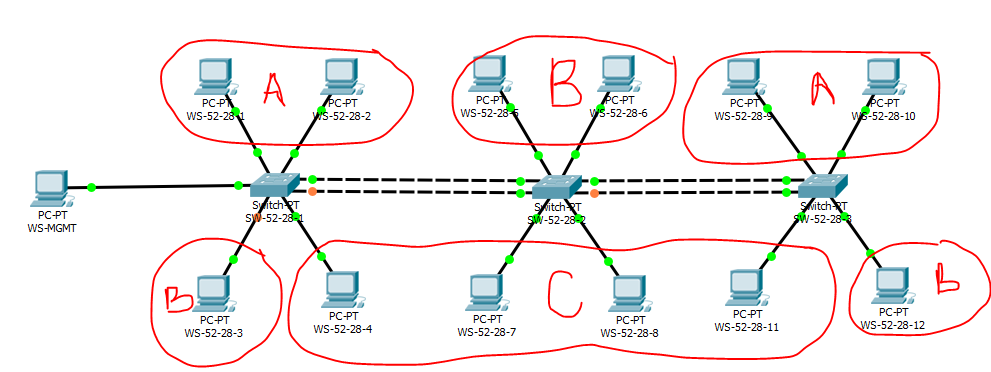 A
B
A
PC-PT
WS-52-28-1
PC-PT
WS-52-28-2
PC-PT
WS-52-28-5
PC-PT
WS-52-28-6
PC-PT
WS-52-28-9
PC-PT
WS-52-28-10
PC-PT
WS-MGMT
Switch-PT
SW-52-28-1
Switch-PT
SW-52-28-2
Switch-PT
SW-52-28-3
B
C
B
PC-PT
WS-52-28-3
PC-PT
WS-52-28-4
PC-PT
WS-52-28-7
PC-PT
WS-52-28-8
PC-PT
WS-52-28-11
PC-PT
WS-52-28-12